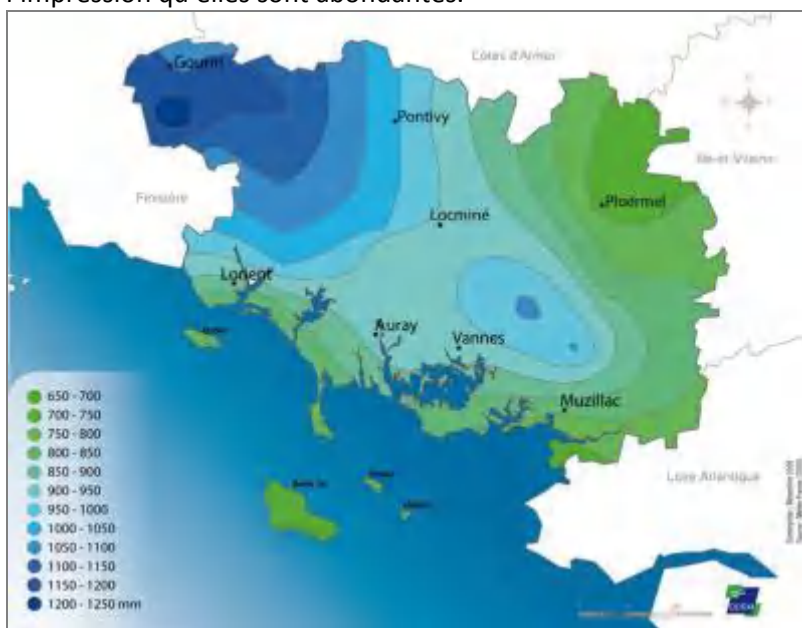 l'impression qu'elles sont abondantes.
Côtes d'Armor
Gourin
Pontivy
Ille-et-Vilaine
Finistère
Ploërmel
Locminé
Lorient
Auray
Vannes
Muzillac
Loire Atlantique
650 - 700
700 - 750
750 - 800
800 - 850
850 - 900
900 - 950
950 - 1000
1000 - 1050
1050 - 1100
1100 - 1150
1150 - 1200
1200 - 1250 mm